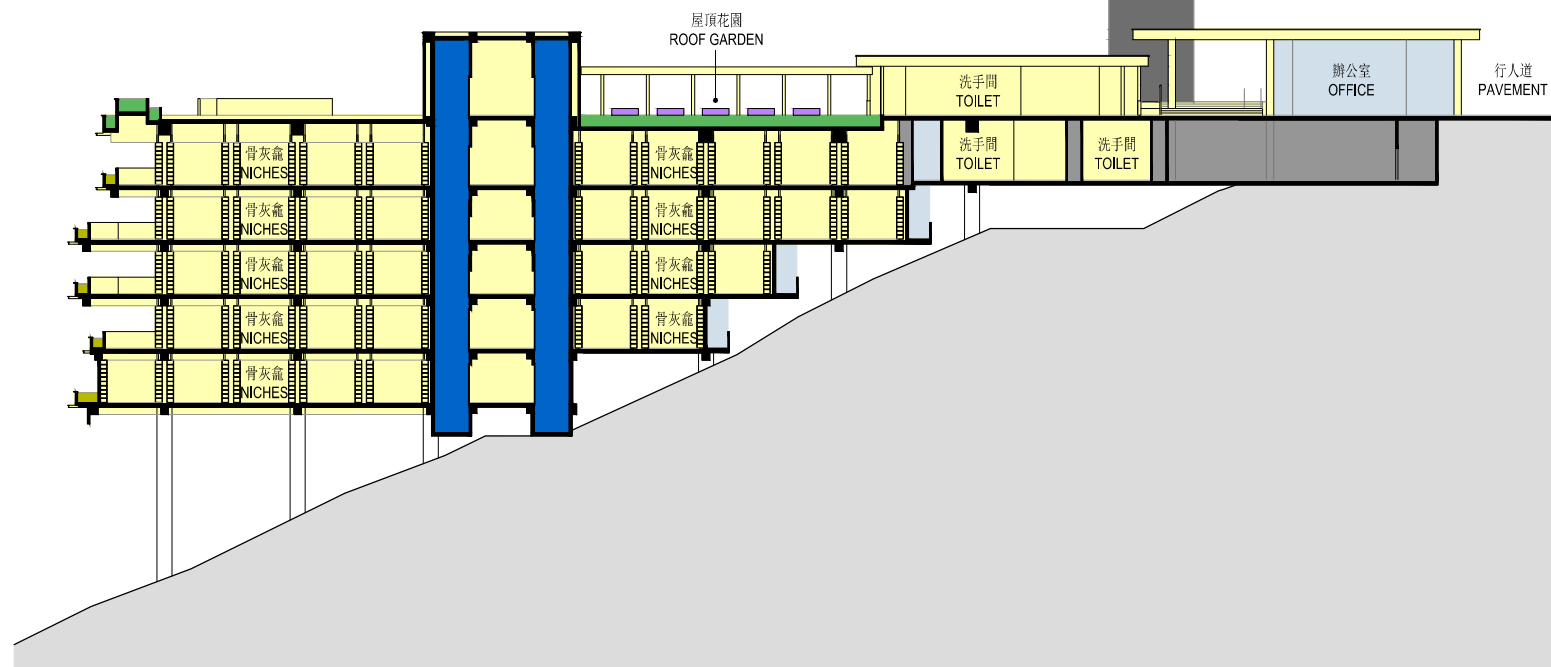 屋頂花園
ROOF GARDEN
洗手間
TOILET
辦公室
OFFICE
行人道
PAVEMENT
骨灰龕
NICHES
骨灰龕
NICHES
洗手間
TOILET
洗手間
TOILET
骨灰龕
NICHES
骨灰龕
NICHES
骨灰龕
NICHES
骨灰龕
NICHES
骨灰龕
NICHES
骨灰龕
NICHES
骨灰龕
NICHES